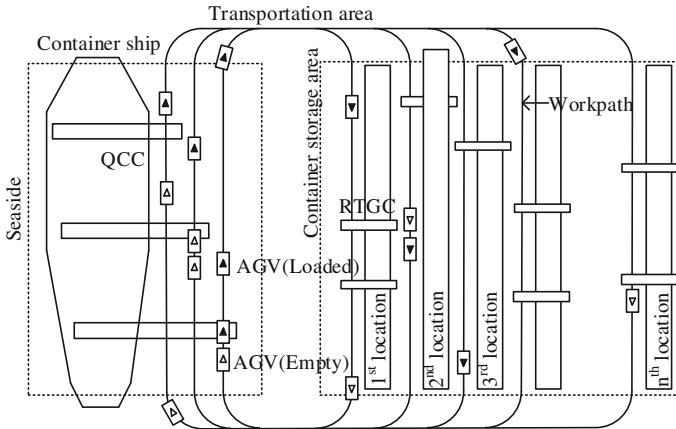 Transportation area
Container ship
QCC
Seaside
AGV(Loaded)
AGV(Empty)
Container storage area
RTGC
Workpath
1st location
2nd location
3rd location
nth location